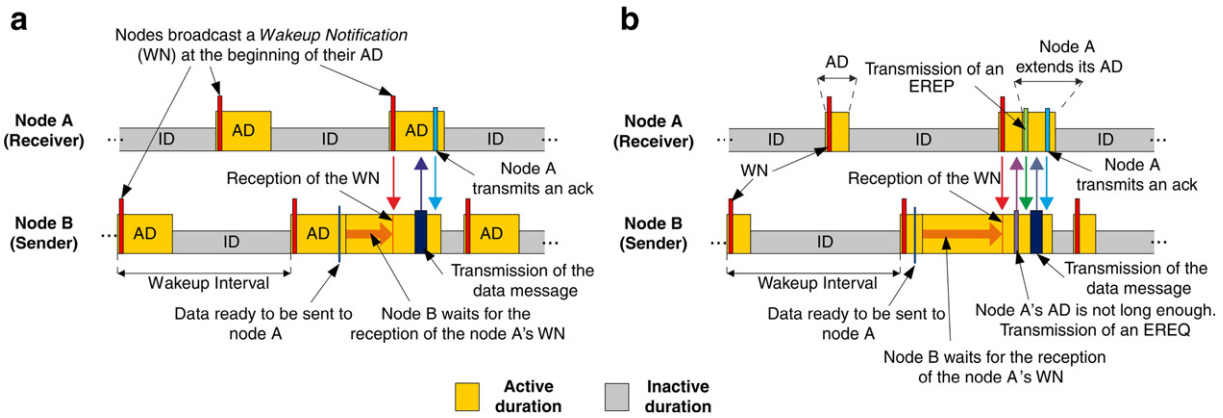 a
Nodes broadcast a Wakeup Notification
(WN) at the beginning of their AD
Node A
(Receiver)
...
ID
AD
ID
AD
ID
...
Reception of the WN
Node A
transmits an ack
Node B
(Sender)
...
AD
ID
AD
AD
...
Wakeup Interval
Transmission of the
data message
Data ready to be sent to
node A
Node B waits for the
reception of the node A's WN
b
AD
Transmission of an
EREP
Node A
extends its AD
Node A
(Receiver)
...
ID
ID
ID
...
WN
Reception of the WN
Node A
transmits an ack
Node B
(Sender)
...
ID
...
Wakeup Interval
Transmission of the
data message
Data ready to be sent to
node A
Node A's AD is not long enough.
Transmission of an EREQ
Node B waits for the reception
of the node A's WN
Active
duration
Inactive
duration